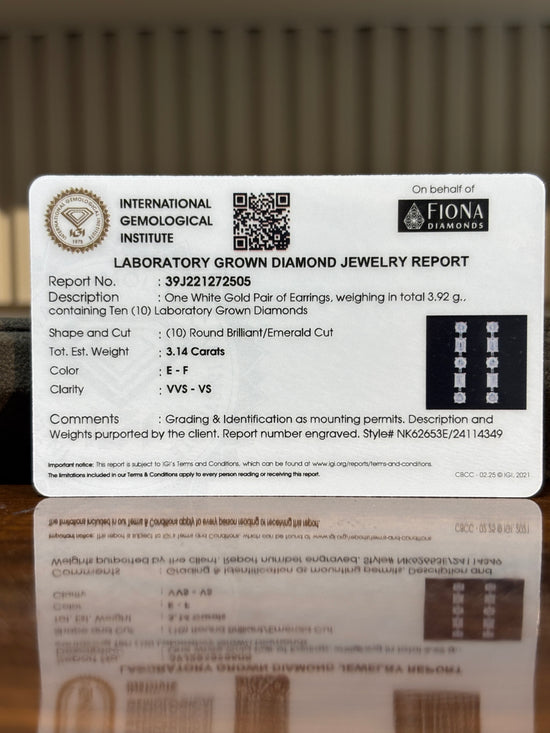 INTERNATIONAL
GEMOLOGICAL
INSTITUTE
On behalf of
FIONA
DIAMONDS
LABORATORY GROWN DIAMOND JEWELRY REPORT
Report No. : 39J221272505
Description : One White Gold Pair of Earrings, weighing in total 3.92 g.,
containing Ten (10) Laboratory Grown Diamonds
Shape and Cut : (10) Round Brilliant/Emerald Cut
Tot. Est. Weight : 3.14 Carats
Color : E - F
Clarity : VVS - VS
Comments : Grading & Identification as mounting permits. Description and
Weights purported by the client. Report number engraved. Style# NK62653E/24114349
Important notice: This report is subject to IGI's Terms and Conditions, which can be found at www.igi.org/reports/terms-and-conditions.
The limitations included in our Terms & Conditions apply to every person reading or receiving this report.
CBCC - 02.25 © IGI, 2021